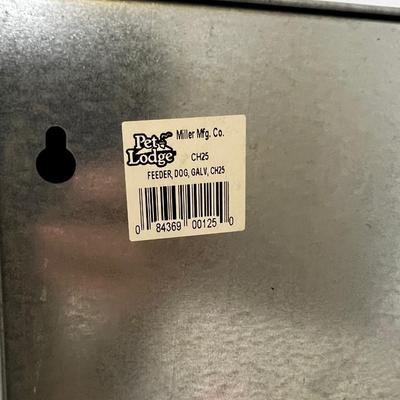 Pet Lodge
Miller Mfg. Co.
CH25
FEEDER, DOG, GALV, CH25
0 84369 00125 0